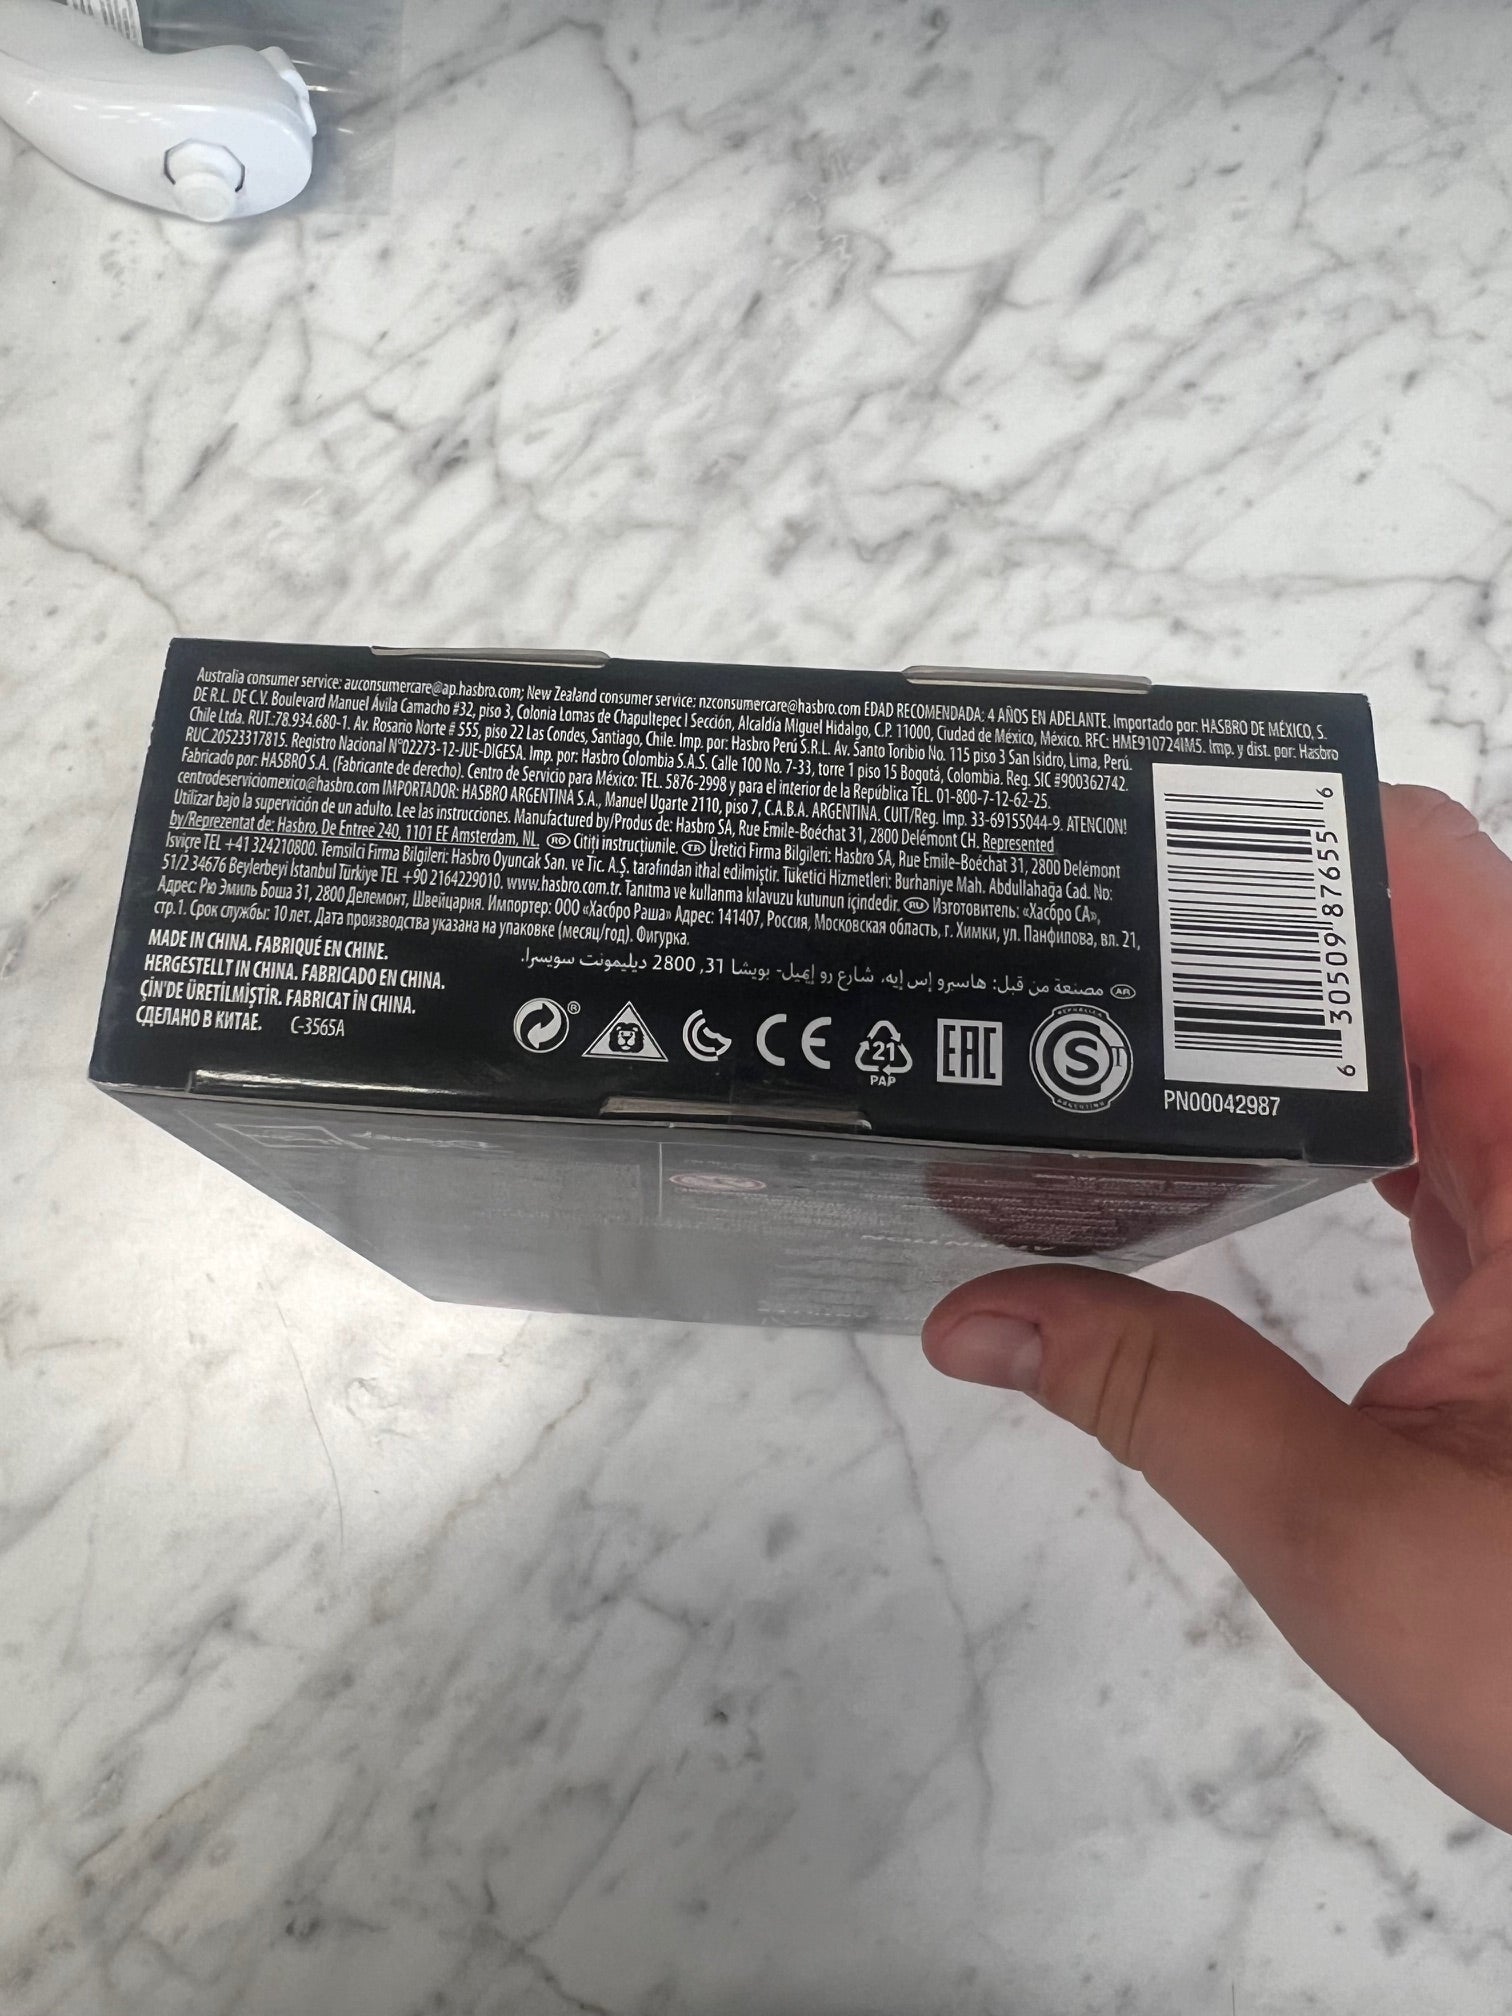 Australia consumer service: auconsumercare@ap.hasbro.com; New Zealand consumer service: nzconsumercare@hasbro.com EDAD RECOMENDADA: 4 AÑOS EN ADELANTE. Importado por: HASBRO DE MÉXICO, S.
DE R.L. DE C.V. Boulevard Manuel Ávila Camacho #32, piso 3, Colonia Lomas de Chapultepec I Sección, Alcaldía Miguel Hidalgo, C.P. 11000, Ciudad de México, México. RFC: HME910724IM5. Imp. y dist. por: Hasbro
Chile Ltda. RUT.:78.934.680-1. Av. Rosario Norte # 555, piso 22 Las Condes, Santiago, Chile. Imp. por: Hasbro Perú S.R.L. Av. Santo Toribio No. 115 piso 3 San Isidro, Lima, Perú.
RUC.20523317815. Registro Nacional N°02273-12-JUE-DIGESA. Imp. por: Hasbro Colombia S.A.S. Calle 100 No. 7-33, torre 1 piso 15 Bogotá, Colombia. Reg. SIC #900362742.
Fabricado por: HASBRO S.A. (Fabricante de derecho). Centro de Servicio para México: TEL. 5876-2998 y para el interior de la República TEL. 01-800-7-12-62-25.
centrodeserviciomexico@hasbro.com IMPORTADOR: HASBRO ARGENTINA S.A., Manuel Ugarte 2110, piso 7, C.A.B.A. ARGENTINA. CUIT/Reg. Imp. 33-69155044-9. ATENCION!
Utilizar bajo la supervición de un adulto. Lee las instrucciones. Manufactured by/Produs de: Hasbro SA, Rue Emile-Boéchat 31, 2800 Delémont CH. Represented
by/Reprezentat de: Hasbro, De Entree 240, 1101 EE Amsterdam, NL RO Citiți instrucțiunile. TR Üretici Firma Bilgileri: Hasbro SA, Rue Emile-Boéchat 31, 2800 Delémont
İsviçre TEL +41 324210800. Temsilci Firma Bilgileri: Hasbro Oyuncak San. ve Tic. A.Ş. tarafından ithal edilmiştir. Tüketici Hizmetleri: Burhaniye Mah. Abdullahağa Cad. No:
51/2 34676 Beylerbeyi İstanbul Türkiye TEL +90 2164229010. www.hasbro.com.tr. Tanıtma ve kullanma kılavuzu kutunun içindedir. RU Изготовитель: «Хасбро СА»,
Адрес: Рю Эмиль Боша 31, 2800 Делемонт, Швейцария. Импортер: ООО «Хасбро Раша» Адрес: 141407, Россия, Московская область, г. Химки, ул. Панфилова, вл. 21,
стр.1. Срок службы: 10 лет. Дата производства указана на упаковке (месяц/год). Фигурка.
AR مصنعة من قبل: هاسبرو إس إيه، شارع رو إيميل- بويشا 31, 2800 ديليمونت سويسرا.
MADE IN CHINA. FABRIQUÉ EN CHINE.
HERGESTELLT IN CHINA. FABRICADO EN CHINA.
ÇİN'DE ÜRETİLMİŞTİR. FABRICAT ÎN CHINA.
СДЕЛАНО В КИТАЕ. C-3565A
®
CE
21
PAP
EAC
S
ARGENTINA
6 30509 87655 6
PN00042987